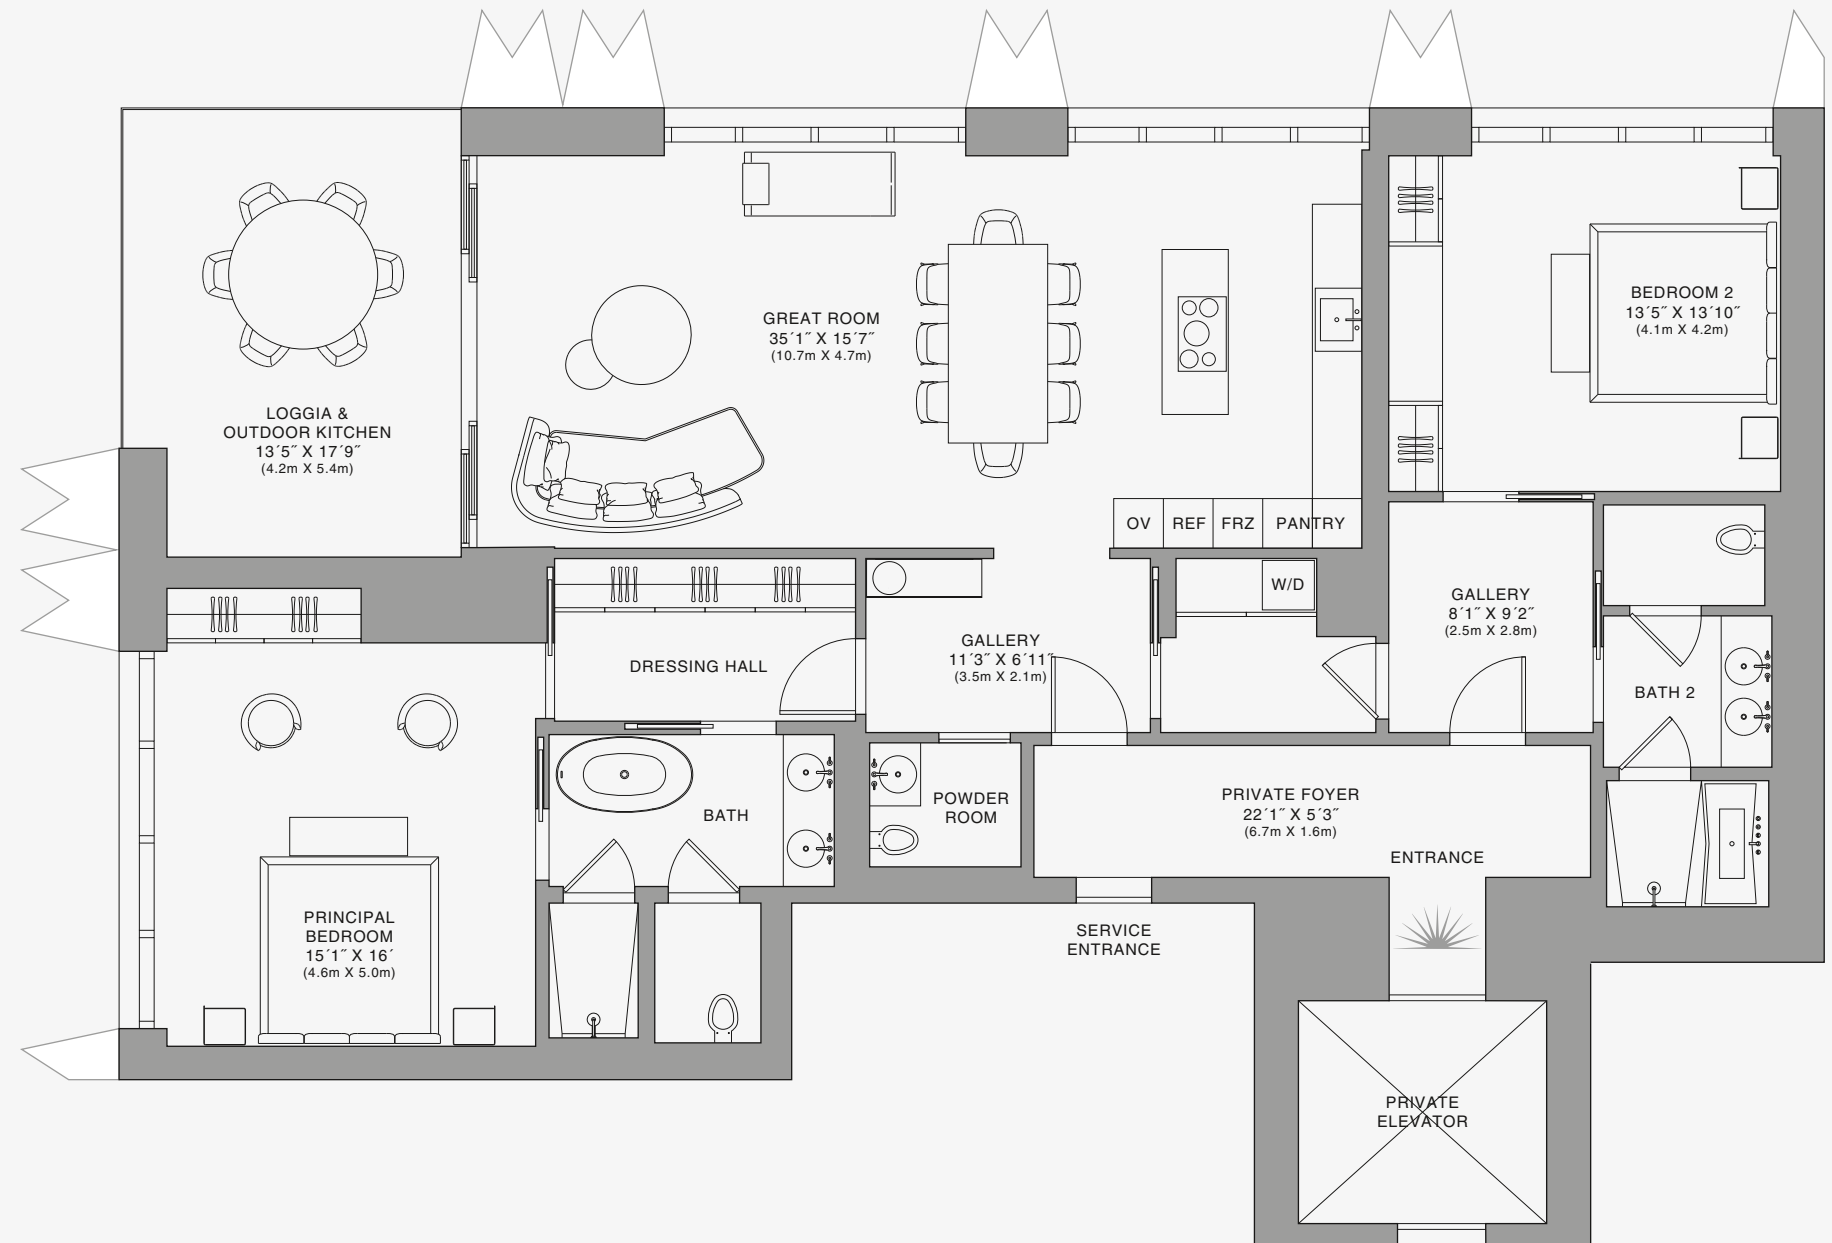 LOGGIA &
OUTDOOR KITCHEN
13´5˝ X 17´9˝
(4.2m X 5.4m)
GREAT ROOM
35´1˝ X 15´7˝
(10.7m X 4.7m)
OV
REF
FRZ
PANTRY
BEDROOM 2
13´5˝ X 13´10˝
(4.1m X 4.2m)
DRESSING HALL
GALLERY
11´3˝ X 6´11˝
(3.5m X 2.1m)
W/D
GALLERY
8´1˝ X 9´2˝
(2.5m X 2.8m)
BATH 2
BATH
POWDER
ROOM
PRIVATE FOYER
22´1˝ X 5´3˝
(6.7m X 1.6m)
ENTRANCE
PRINCIPAL
BEDROOM
15´1˝ X 16´
(4.6m X 5.0m)
SERVICE
ENTRANCE
PRIVATE
ELEVATOR